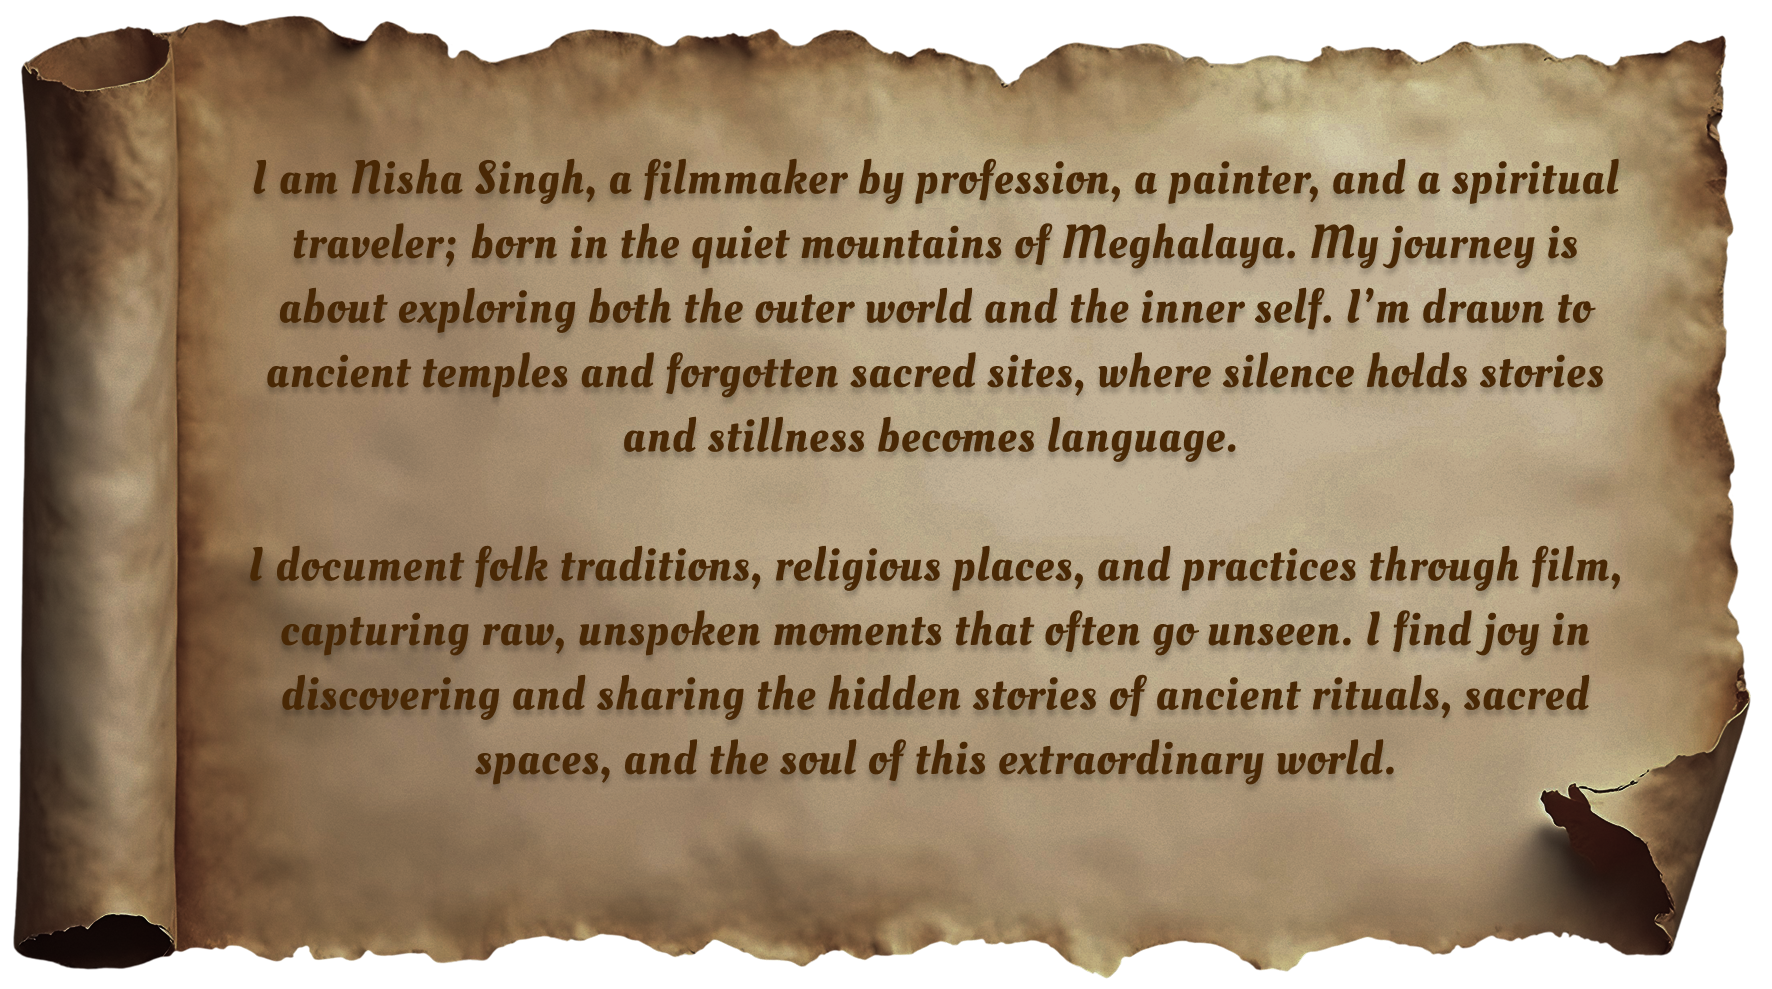 I am Nisha Singh, a filmmaker by profession, a painter, and a spiritual
traveler; born in the quiet mountains of Meghalaya. My journey is
about exploring both the outer world and the inner self. I’m drawn to
ancient temples and forgotten sacred sites, where silence holds stories
and stillness becomes language.
I document folk traditions, religious places, and practices through film,
capturing raw, unspoken moments that often go unseen. I find joy in
discovering and sharing the hidden stories of ancient rituals, sacred
spaces, and the soul of this extraordinary world.